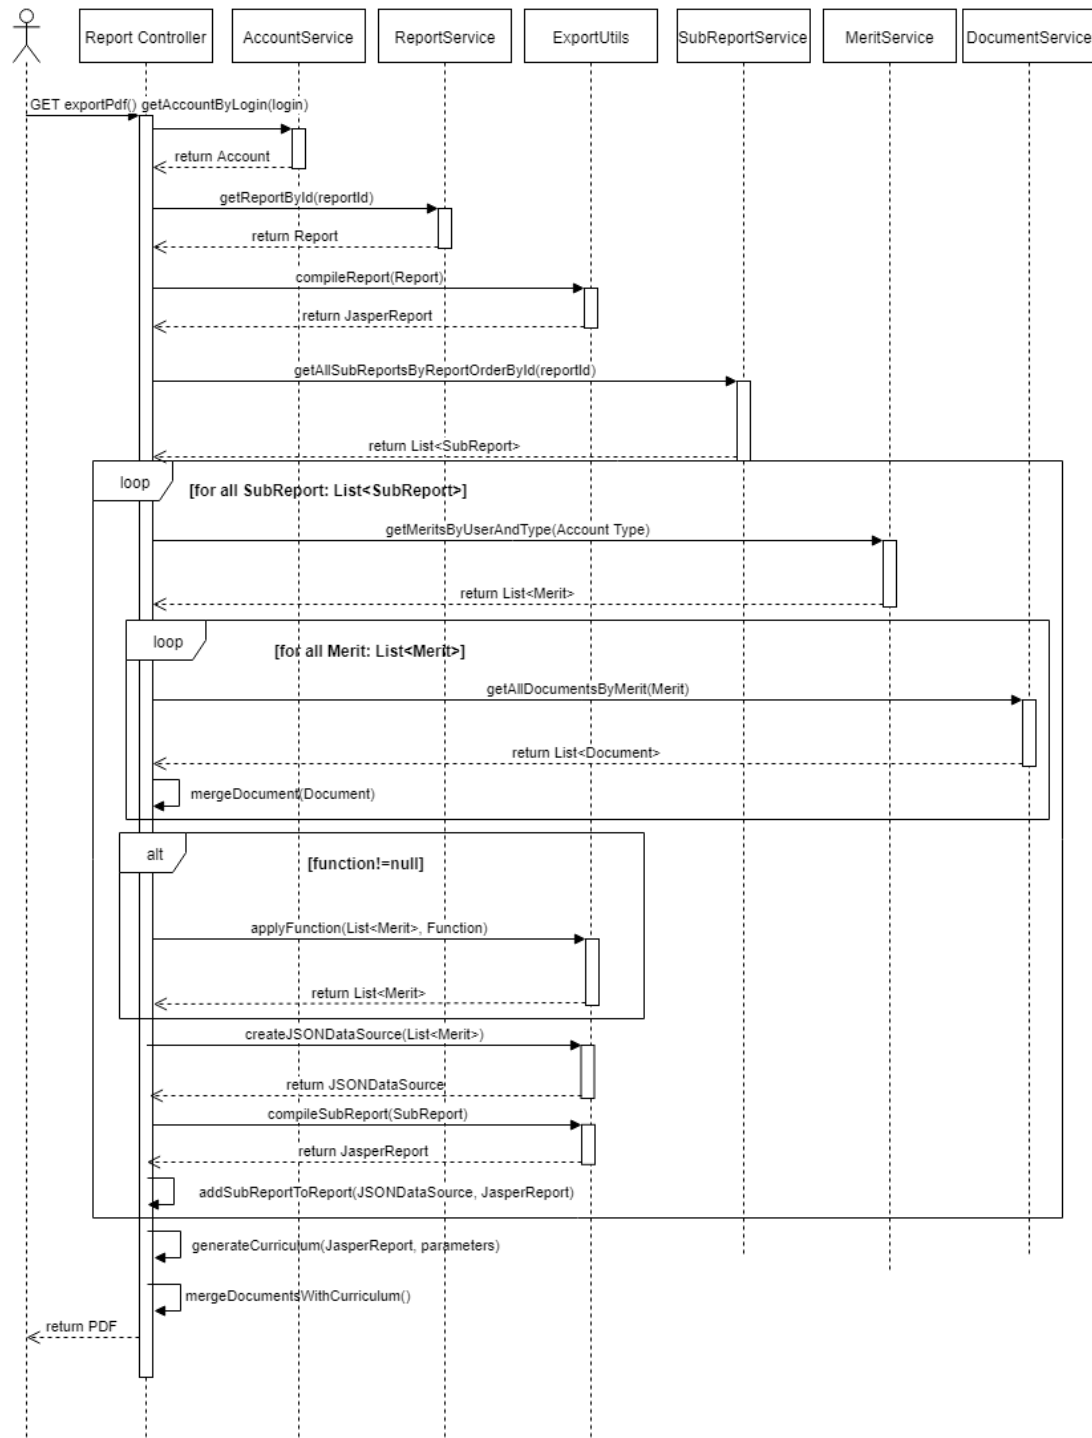 Report Controller
AccountService
ReportService
ExportUtils
SubReportService
MeritService
DocumentService
GET exportPdf()
getAccountByLogin(login)
return Account
getReportById(reportId)
return Report
compileReport(Report)
return JasperReport
getAllSubReportsByReportOrderById(reportId)
return List<SubReport>
loop
[for all SubReport: List<SubReport>]
getMeritsByUserAndType(Account Type)
return List<Merit>
loop
[for all Merit: List<Merit>]
getAllDocumentsByMerit(Merit)
return List<Document>
mergeDocument(Document)
alt
[function!=null]
applyFunction(List<Merit>, Function)
return List<Merit>
createJSONDataSource(List<Merit>)
return JSONDataSource
compileSubReport(SubReport)
return JasperReport
addSubReportToReport(JSONDataSource, JasperReport)
generateCurriculum(JasperReport, parameters)
mergeDocumentsWithCurriculum()
return PDF